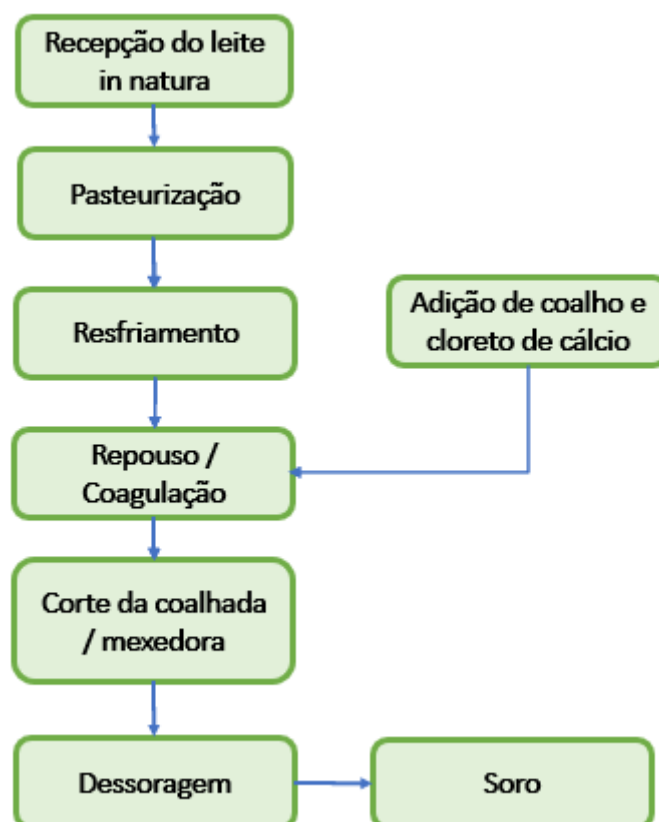 Recepção do leite
in natura
Pasteurização
Resfriamento
Adição de coalho e
cloreto de cálcio
Repouso /
Coagulação
Corte da coalhada
/ mexedora
Dessoragem
Soro